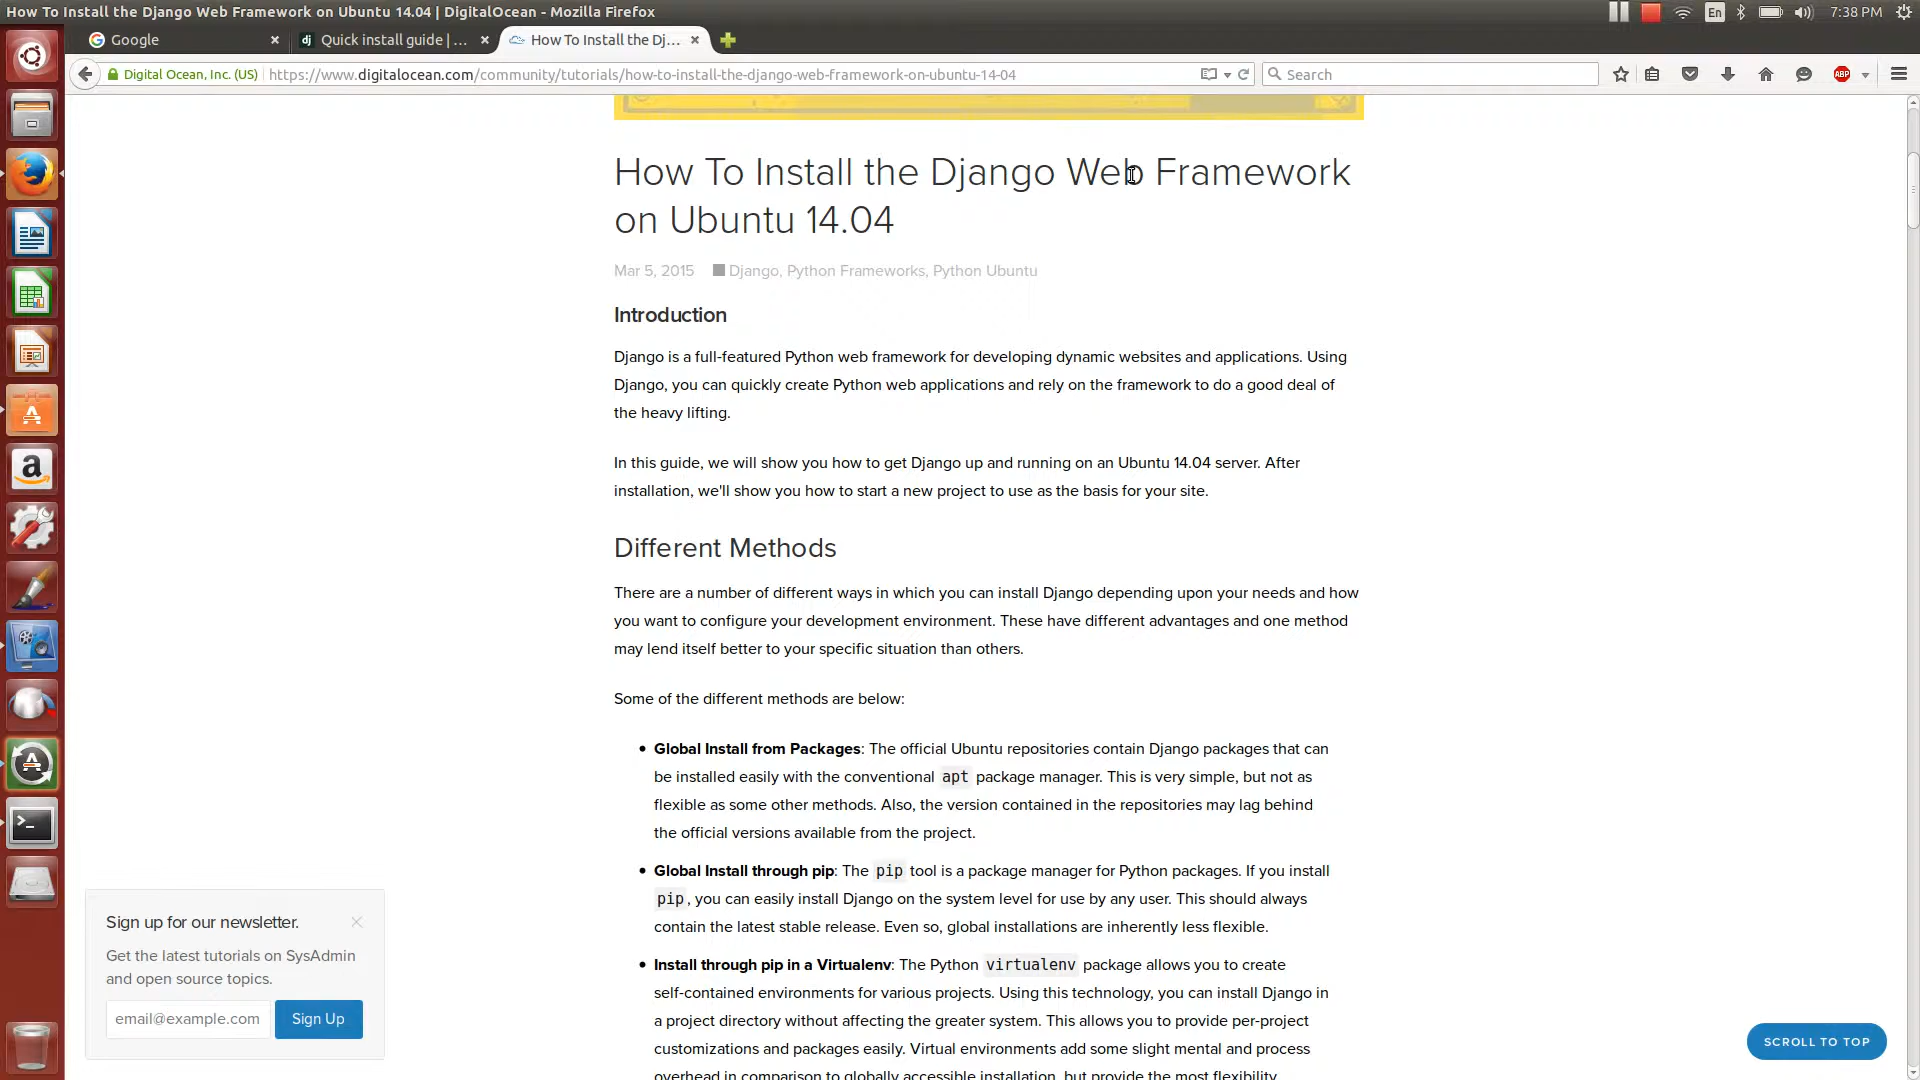 How To Install the Django Web Framework on Ubuntu 14.04 | DigitalOcean - Mozilla Firefox
En
7:38 PM
Google
dj Quick install guide | ...
How To Install the Dj...
Digital Ocean, Inc. (US)
https://www.digitalocean.com/community/tutorials/how-to-install-the-django-web-framework-on-ubuntu-14-04
Search
ABP
How To Install the Django Web Framework
on Ubuntu 14.04
Mar 5, 2015
Django, Python Frameworks, Python Ubuntu
Introduction
Django is a full-featured Python web framework for developing dynamic websites and applications. Using
Django, you can quickly create Python web applications and rely on the framework to do a good deal of
the heavy lifting.
In this guide, we will show you how to get Django up and running on an Ubuntu 14.04 server. After
installation, we'll show you how to start a new project to use as the basis for your site.
Different Methods
There are a number of different ways in which you can install Django depending upon your needs and how
you want to configure your development environment. These have different advantages and one method
may lend itself better to your specific situation than others.
Some of the different methods are below:
• Global Install from Packages: The official Ubuntu repositories contain Django packages that can
be installed easily with the conventional apt package manager. This is very simple, but not as
flexible as some other methods. Also, the version contained in the repositories may lag behind
the official versions available from the project.
• Global Install through pip: The pip tool is a package manager for Python packages. If you install
pip, you can easily install Django on the system level for use by any user. This should always
contain the latest stable release. Even so, global installations are inherently less flexible.
• Install through pip in a Virtualenv: The Python virtualenv package allows you to create
self-contained environments for various projects. Using this technology, you can install Django in
a project directory without affecting the greater system. This allows you to provide per-project
customizations and packages easily. Virtual environments add some slight mental and process
overhead in comparison to globally accessible installation, but provide the most flexibility.
Sign up for our newsletter.
Get the latest tutorials on SysAdmin
and open source topics.
email@example.com
Sign Up
SCROLL TO TOP